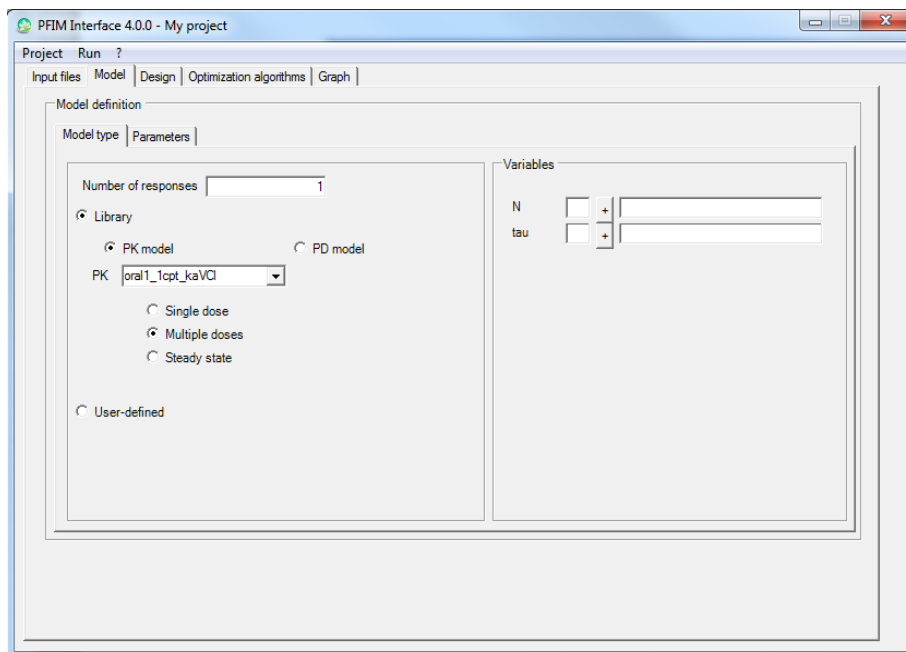 PFIM Interface 4.0.0 - My project
Project Run ?
Input files Model Design Optimization algorithms Graph
Model definition
Model type Parameters
Number of responses 1
Library
PK model PD model
PK oral1_1cpt_kaVCl
Single dose
Multiple doses
Steady state
User-defined
Variables
N +
tau +